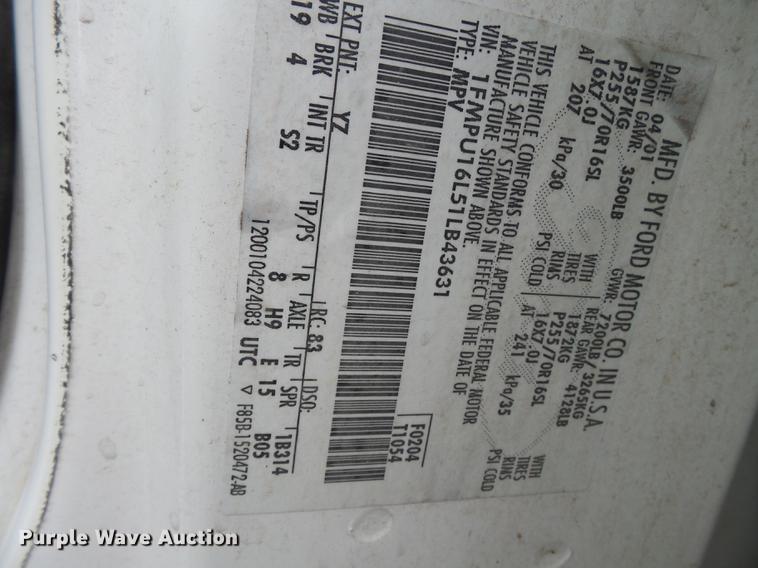 MFD. BY FORD MOTOR CO. IN U.S.A.
DATE: 04/01 GVWR: 7200LB / 3265KG
FRONT GAWR: 3500LB REAR GAWR: 4128LB
1587KG WITH 1872KG
P255/70R16SL TIRES P255/70R16SL
16X7.0J RIMS 16X7.0J
AT 207 kPa/30 PSI COLD AT 241 kPa/35 PSI COLD
WITH
TIRES
RIMS
THIS VEHICLE CONFORMS TO ALL APPLICABLE FEDERAL MOTOR
VEHICLE SAFETY STANDARDS IN EFFECT ON THE DATE OF
MANUFACTURE SHOWN ABOVE.
VIN: 1FMPU16L51LB43631
TYPE: MPV
F0204
T1054
EXT PNT: YZ RC: 83 DSO:
WB BRK INT TR TP/PS R AXLE TR SPR 1B314
19 4 S2 8 H9 E 15 B05
1200104224083 UTC ▽ F85B-1520472-AB
Purple Wave Auction